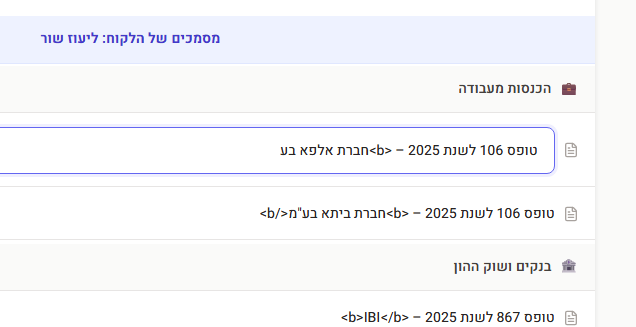 מסמכים של הלקוח: ליעוז שור
הכנסות מעבודה
טופס 106 לשנת 2025 – <b>חברת אלפא בע
טופס 106 לשנת 2025 – <b>חברת ביתא בע"מ</b>
בנקים ושוק ההון
טופס 867 לשנת 2025 – <b>IBI</b>